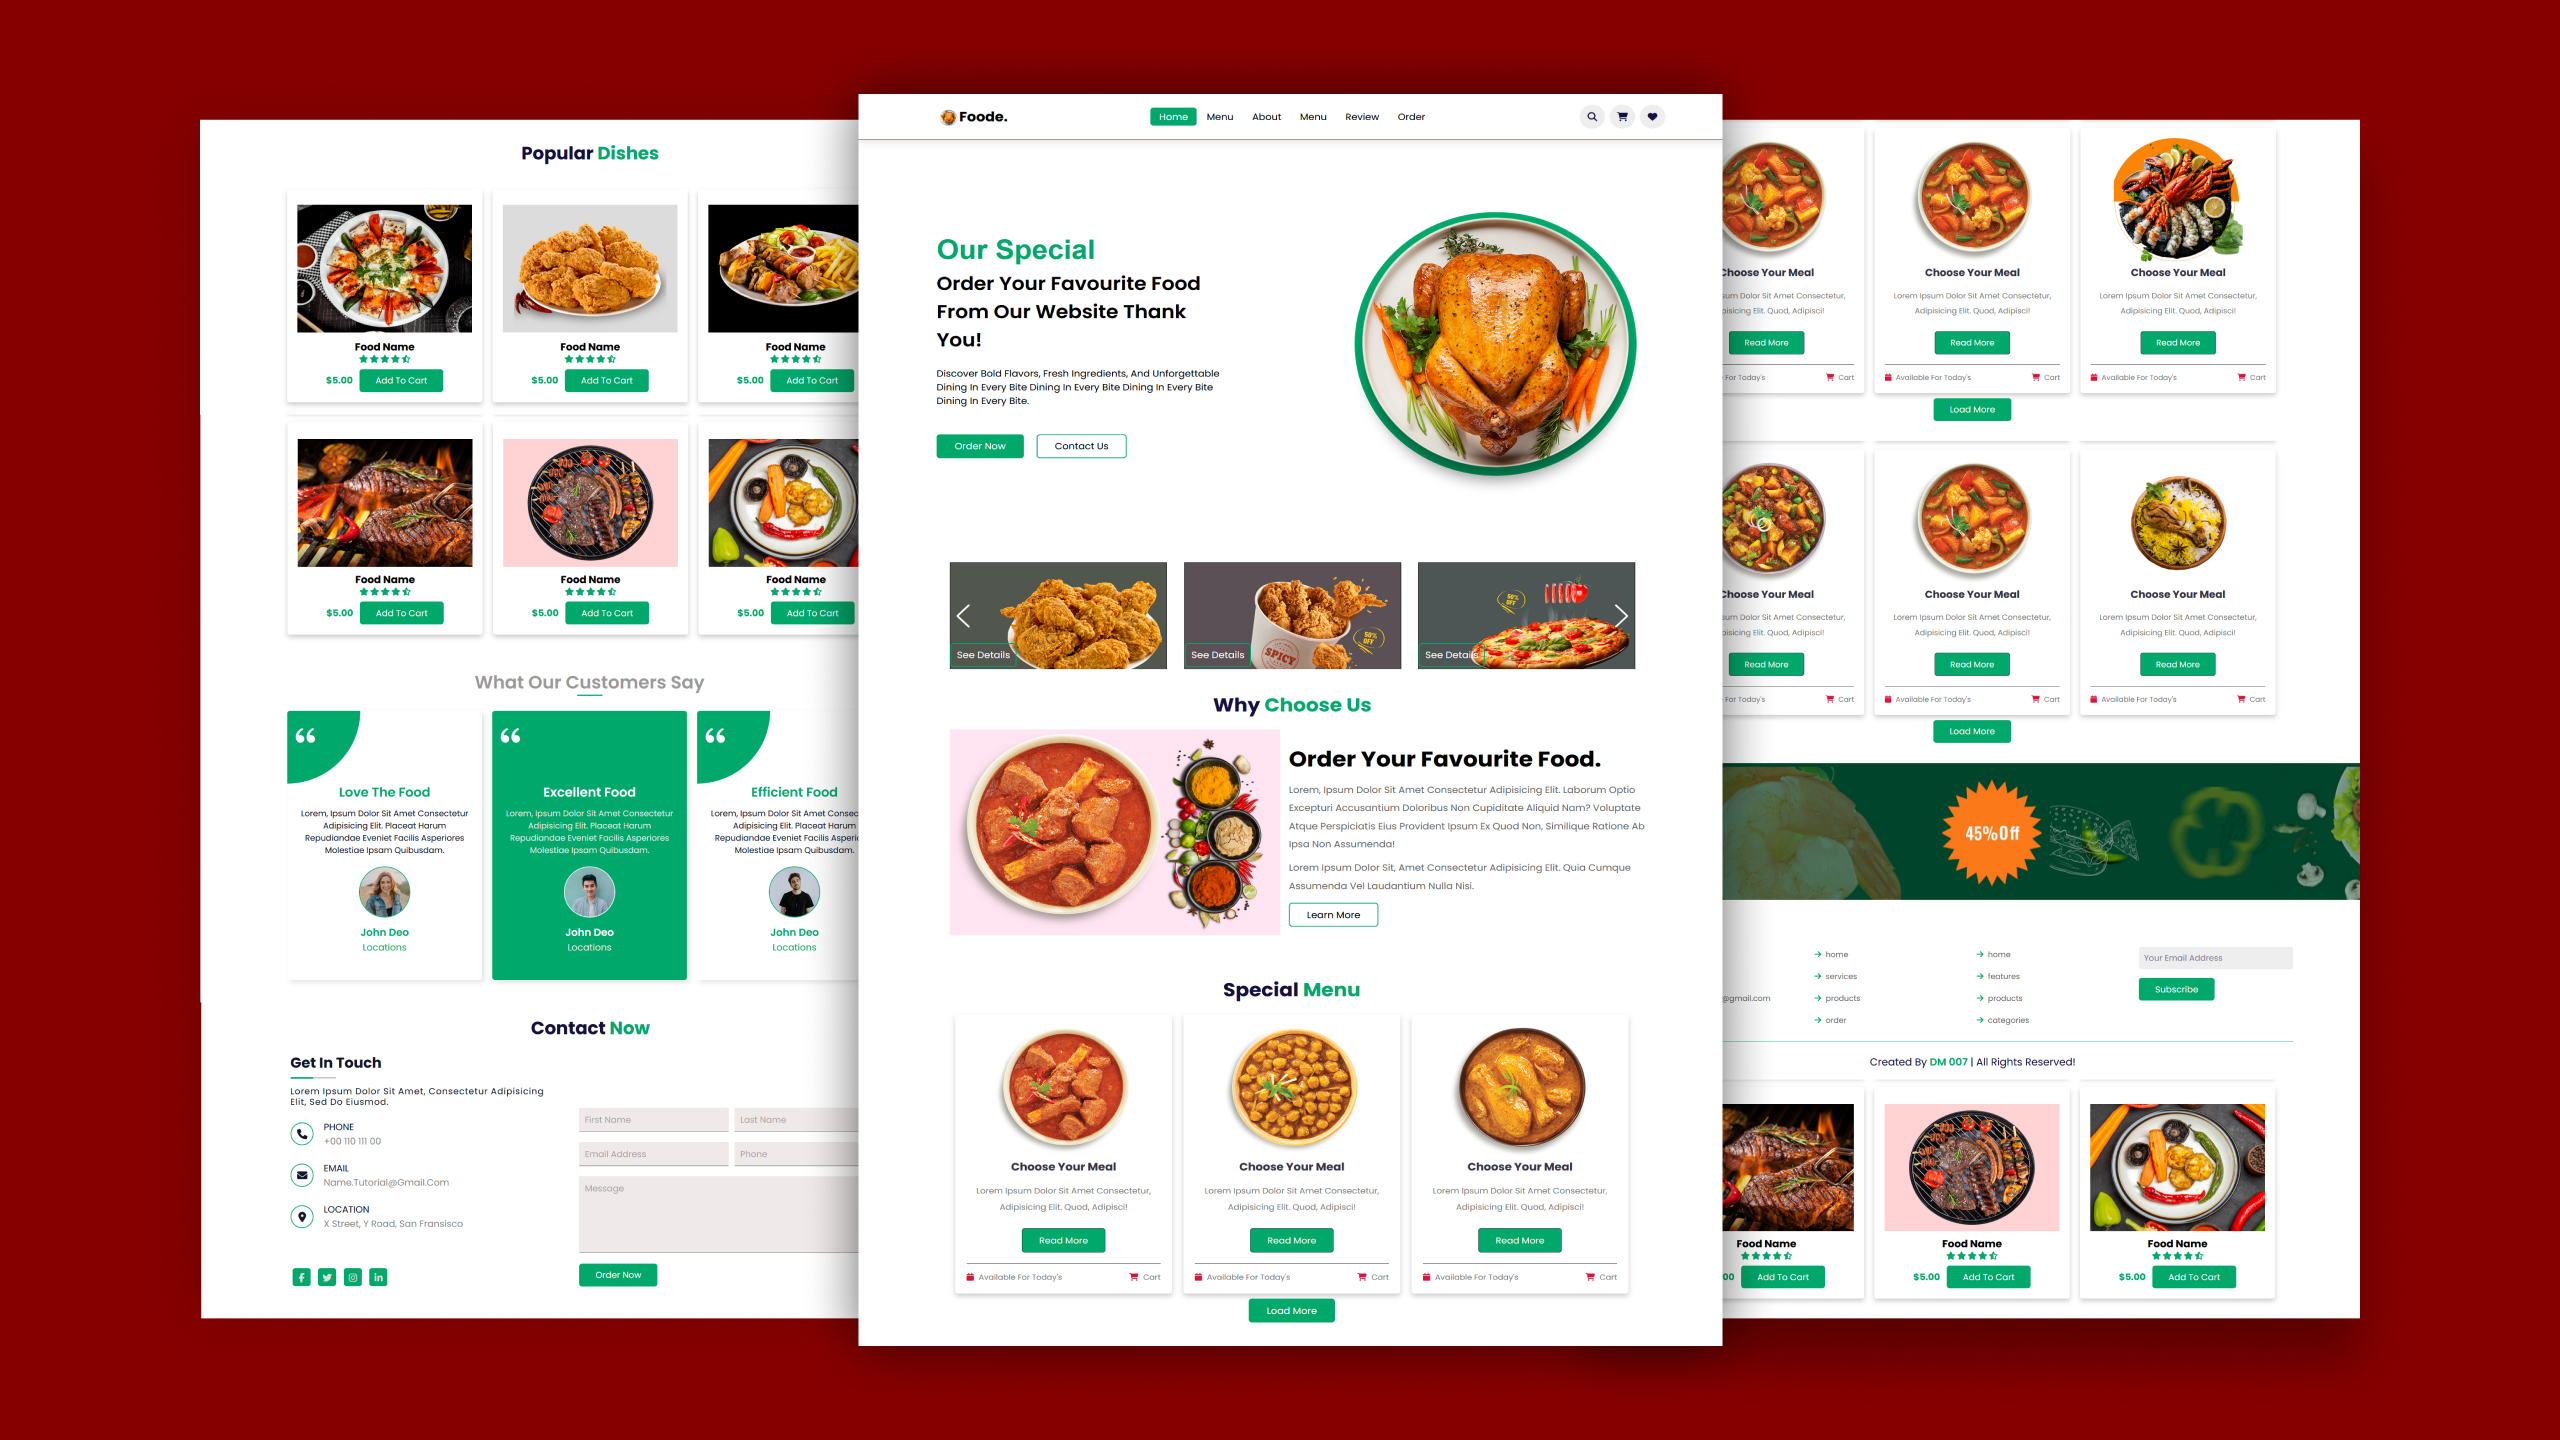 Popular Dishes
Food Name
$5.00 Add To Cart
Food Name
$5.00 Add To Cart
Food Name
$5.00 Add To Cart
Food Name
$5.00 Add To Cart
Food Name
$5.00 Add To Cart
Food Name
$5.00 Add To Cart
What Our Customers Say
Love The Food
Lorem, Ipsum Dolor Sit Amet Consectetur
Adipisicing Elit. Placeat Harum
Repudiandae Eveniet Facilis Asperiores
Molestiae Ipsam Quibusdam.
John Deo
Locations
Excellent Food
Lorem, Ipsum Dolor Sit Amet Consectetur
Adipisicing Elit. Placeat Harum
Repudiandae Eveniet Facilis Asperiores
Molestiae Ipsam Quibusdam.
John Deo
Locations
Efficient Food
Lorem, Ipsum Dolor Sit Amet Consec
Adipisicing Elit. Placeat Harum
Repudiandae Eveniet Facilis Asperi
Molestiae Ipsam Quibusdam.
John Deo
Locations
Contact Now
Get In Touch
Lorem Ipsum Dolor Sit Amet, Consectetur Adipisicing
Elit, Sed Do Eiusmod.
PHONE
+00 110 111 00
EMAIL
Name.Tutorial@Gmail.Com
LOCATION
X Street, Y Road, San Fransisco
First Name
Last Name
Email Address
Phone
Message
Order Now
Foode.
Home Menu About Menu Review Order
Our Special
Order Your Favourite Food
From Our Website Thank
You!
Discover Bold Flavors, Fresh Ingredients, And Unforgettable
Dining In Every Bite Dining In Every Bite Dining In Every Bite
Dining In Every Bite.
Order Now
Contact Us
See Details
SPICY
50%
OFF
See Details
50%
OFF
See Details
Why Choose Us
Order Your Favourite Food.
Lorem, Ipsum Dolor Sit Amet Consectetur Adipisicing Elit. Laborum Optio
Excepturi Accusantium Doloribus Non Cupiditate Aliquid Nam? Voluptate
Atque Perspiciatis Eius Provident Ipsum Ex Quod Non, Similique Ratione Ab
Ipsa Non Assumenda!
Lorem Ipsum Dolor Sit, Amet Consectetur Adipisicing Elit. Quia Cumque
Assumenda Vel Laudantium Nulla Nisi.
Learn More
Special Menu
Choose Your Meal
Lorem Ipsum Dolor Sit Amet Consectetur,
Adipisicing Elit. Quod, Adipisci!
Read More
Available For Today's Cart
Choose Your Meal
Lorem Ipsum Dolor Sit Amet Consectetur,
Adipisicing Elit. Quod, Adipisci!
Read More
Available For Today's Cart
Choose Your Meal
Lorem Ipsum Dolor Sit Amet Consectetur,
Adipisicing Elit. Quod, Adipisci!
Read More
Available For Today's Cart
Load More
Choose Your Meal
sum Dolor Sit Amet Consectetur,
pisicing Elit. Quod, Adipisci!
Read More
For Today's Cart
Choose Your Meal
Lorem Ipsum Dolor Sit Amet Consectetur,
Adipisicing Elit. Quod, Adipisci!
Read More
Available For Today's Cart
Choose Your Meal
Lorem Ipsum Dolor Sit Amet Consectetur,
Adipisicing Elit. Quod, Adipisci!
Read More
Available For Today's Cart
Load More
Choose Your Meal
sum Dolor Sit Amet Consectetur,
pisicing Elit. Quod, Adipisci!
Read More
For Today's Cart
Choose Your Meal
Lorem Ipsum Dolor Sit Amet Consectetur,
Adipisicing Elit. Quod, Adipisci!
Read More
Available For Today's Cart
Choose Your Meal
Lorem Ipsum Dolor Sit Amet Consectetur,
Adipisicing Elit. Quod, Adipisci!
Read More
Available For Today's Cart
Load More
45%Off
@gmail.com
home
services
products
order
home
features
products
categories
Your Email Address
Subscribe
Created By DM 007 | All Rights Reserved!
Food Name
00 Add To Cart
Food Name
$5.00 Add To Cart
Food Name
$5.00 Add To Cart